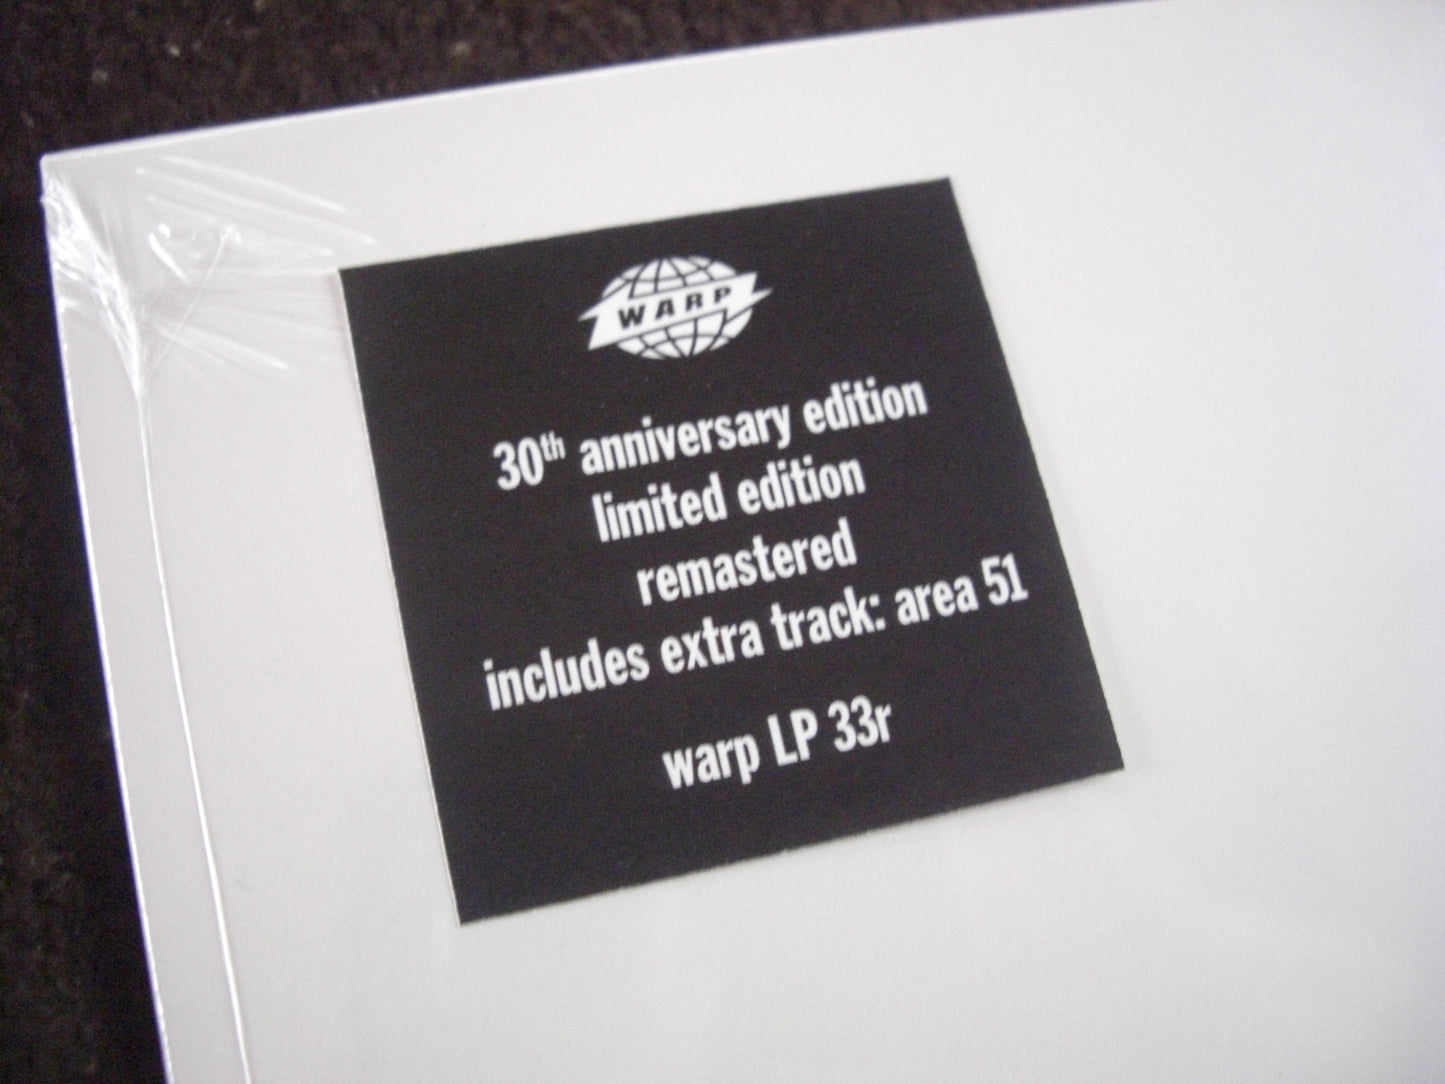 WARP
30th anniversary edition
limited edition
remastered
includes extra track: area 51
warp LP 33r